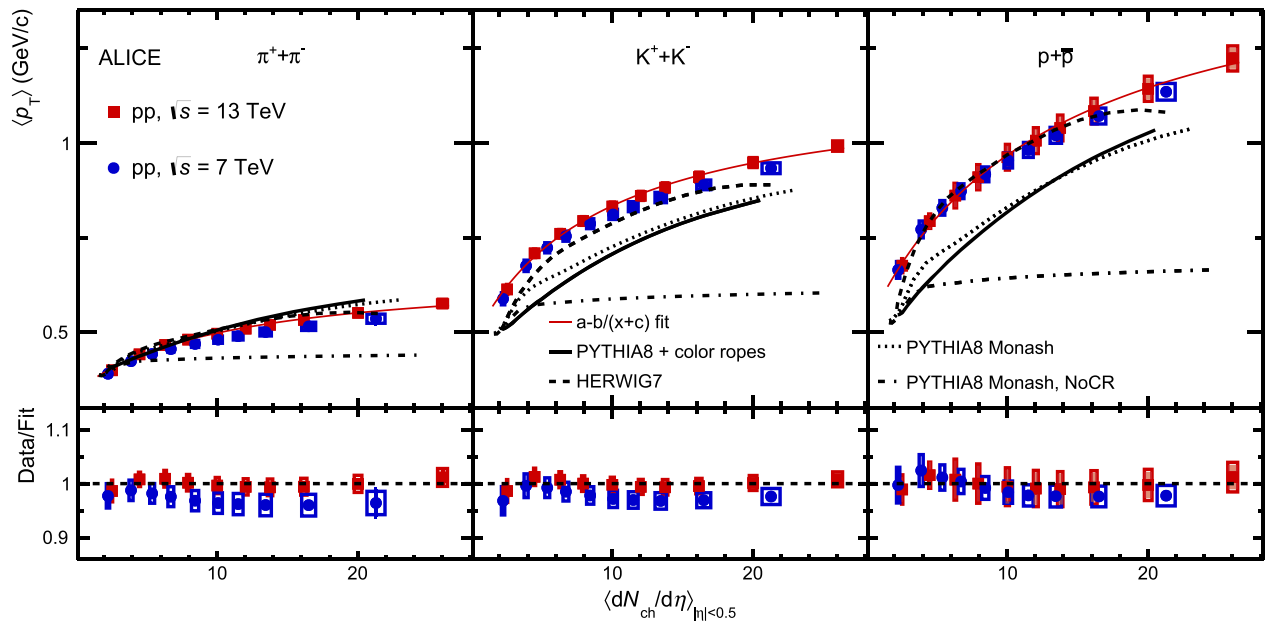 ALICE
π⁺+π⁻
K⁺+K⁻
p+p̅
pp, √s = 13 TeV
pp, √s = 7 TeV
⟨p_T⟩ (GeV/c)
1
0.5
a-b/(x+c) fit
PYTHIA8 + color ropes
HERWIG7
PYTHIA8 Monash
PYTHIA8 Monash, NoCR
Data/Fit
1.1
1
0.9
10 20 10 20 10 20
⟨dN_ch/dη⟩_|η|<0.5